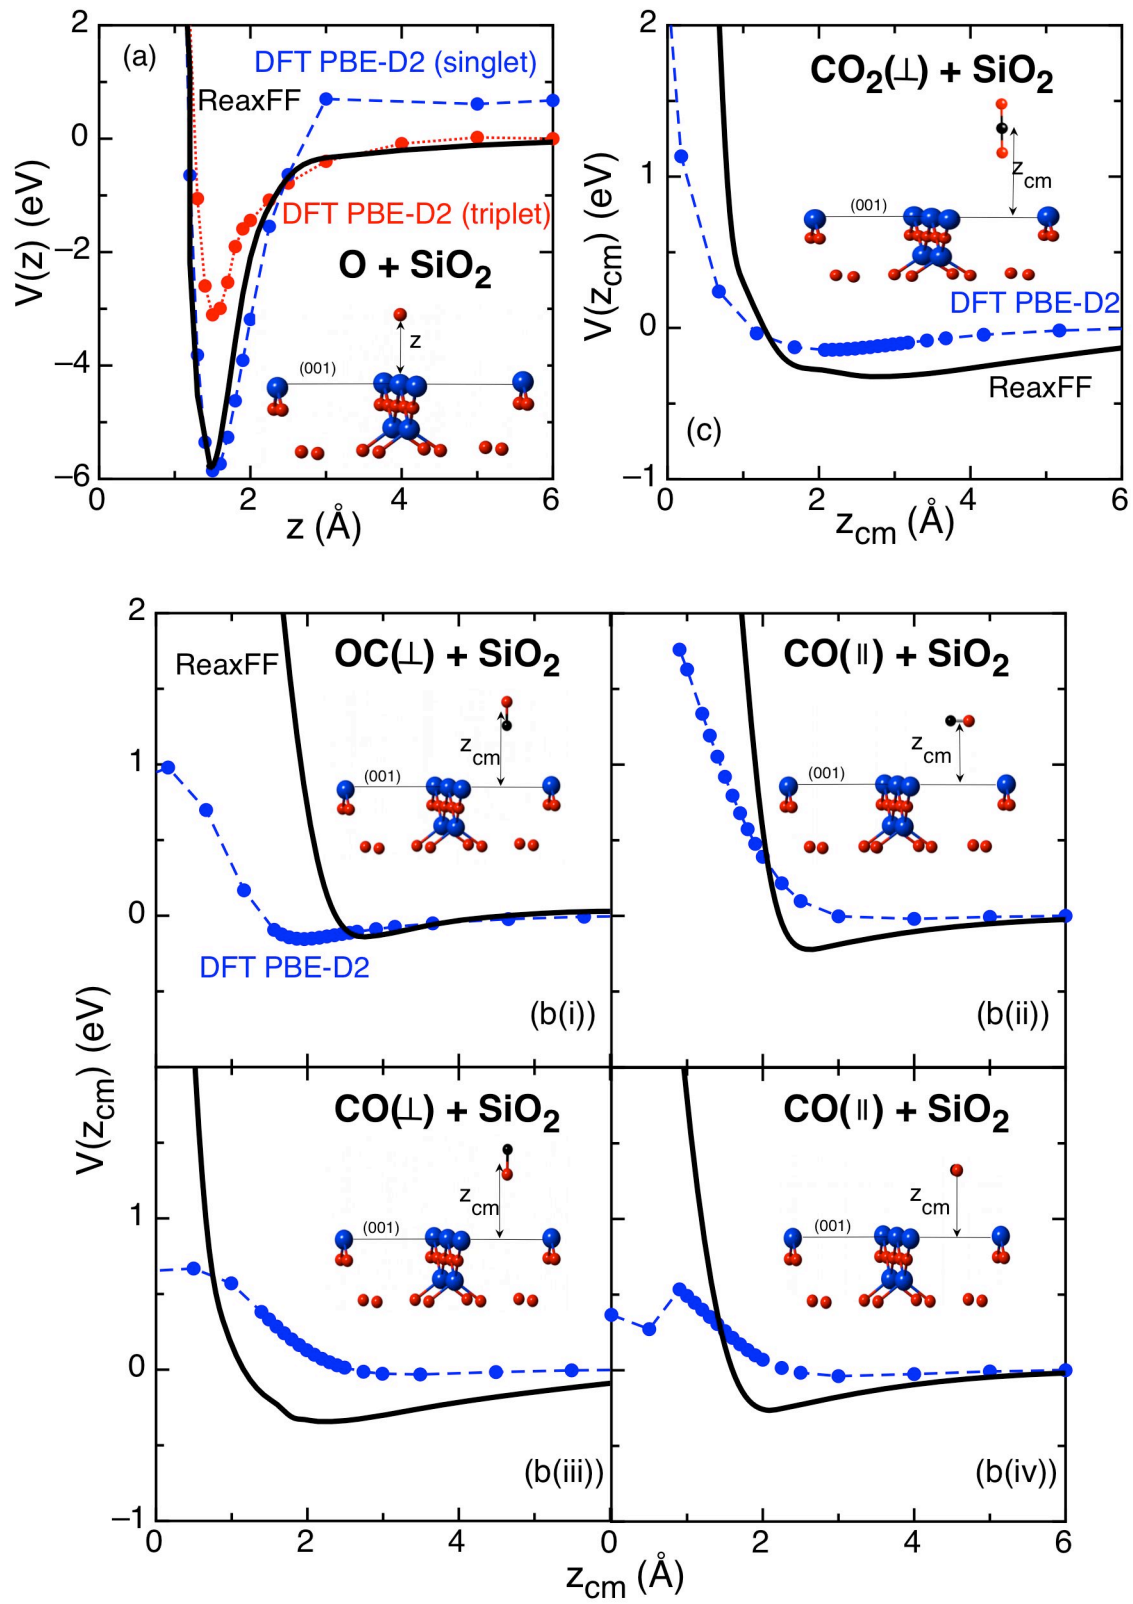 2
(a)
DFT PBE-D2 (singlet)
ReaxFF
0
DFT PBE-D2 (triplet)
V(z) (eV)
−2
O + SiO2
z
(001)
−4
−6
0
2
4
6
z (Å)
2
CO2(⊥) + SiO2
zcm
1
V(zcm) (eV)
(001)
DFT PBE-D2
0
ReaxFF
(c)
−1
0
2
4
6
zcm (Å)
2
ReaxFF
OC(⊥) + SiO2
zcm
1
(001)
0
DFT PBE-D2
(b(i))
CO(||) + SiO2
zcm
(001)
(b(ii))
V(zcm) (eV)
CO(⊥) + SiO2
zcm
1
(001)
0
(b(iii))
−1
CO(||) + SiO2
zcm
(001)
(b(iv))
0
2
4
0
2
4
6
zcm (Å)